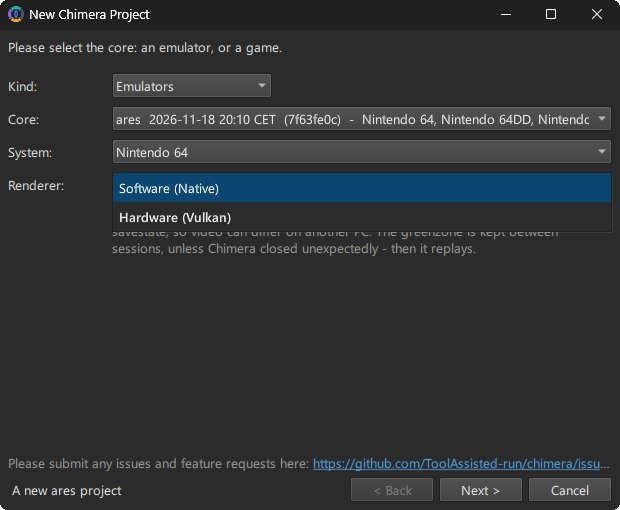 New Chimera Project
Please select the core: an emulator, or a game.
Kind: Emulators
Core: ares 2026-11-18 20:10 CET (7f63fe0c) - Nintendo 64, Nintendo 64DD, Nintendo
System: Nintendo 64
Renderer: Software (Native)
Hardware (Vulkan)
savestate, so video can differ on another PC. The greenzone is kept between
sessions, unless Chimera closed unexpectedly - then it replays.
Please submit any issues and feature requests here: https://github.com/ToolAssisted-run/chimera/issu...
A new ares project < Back Next > Cancel